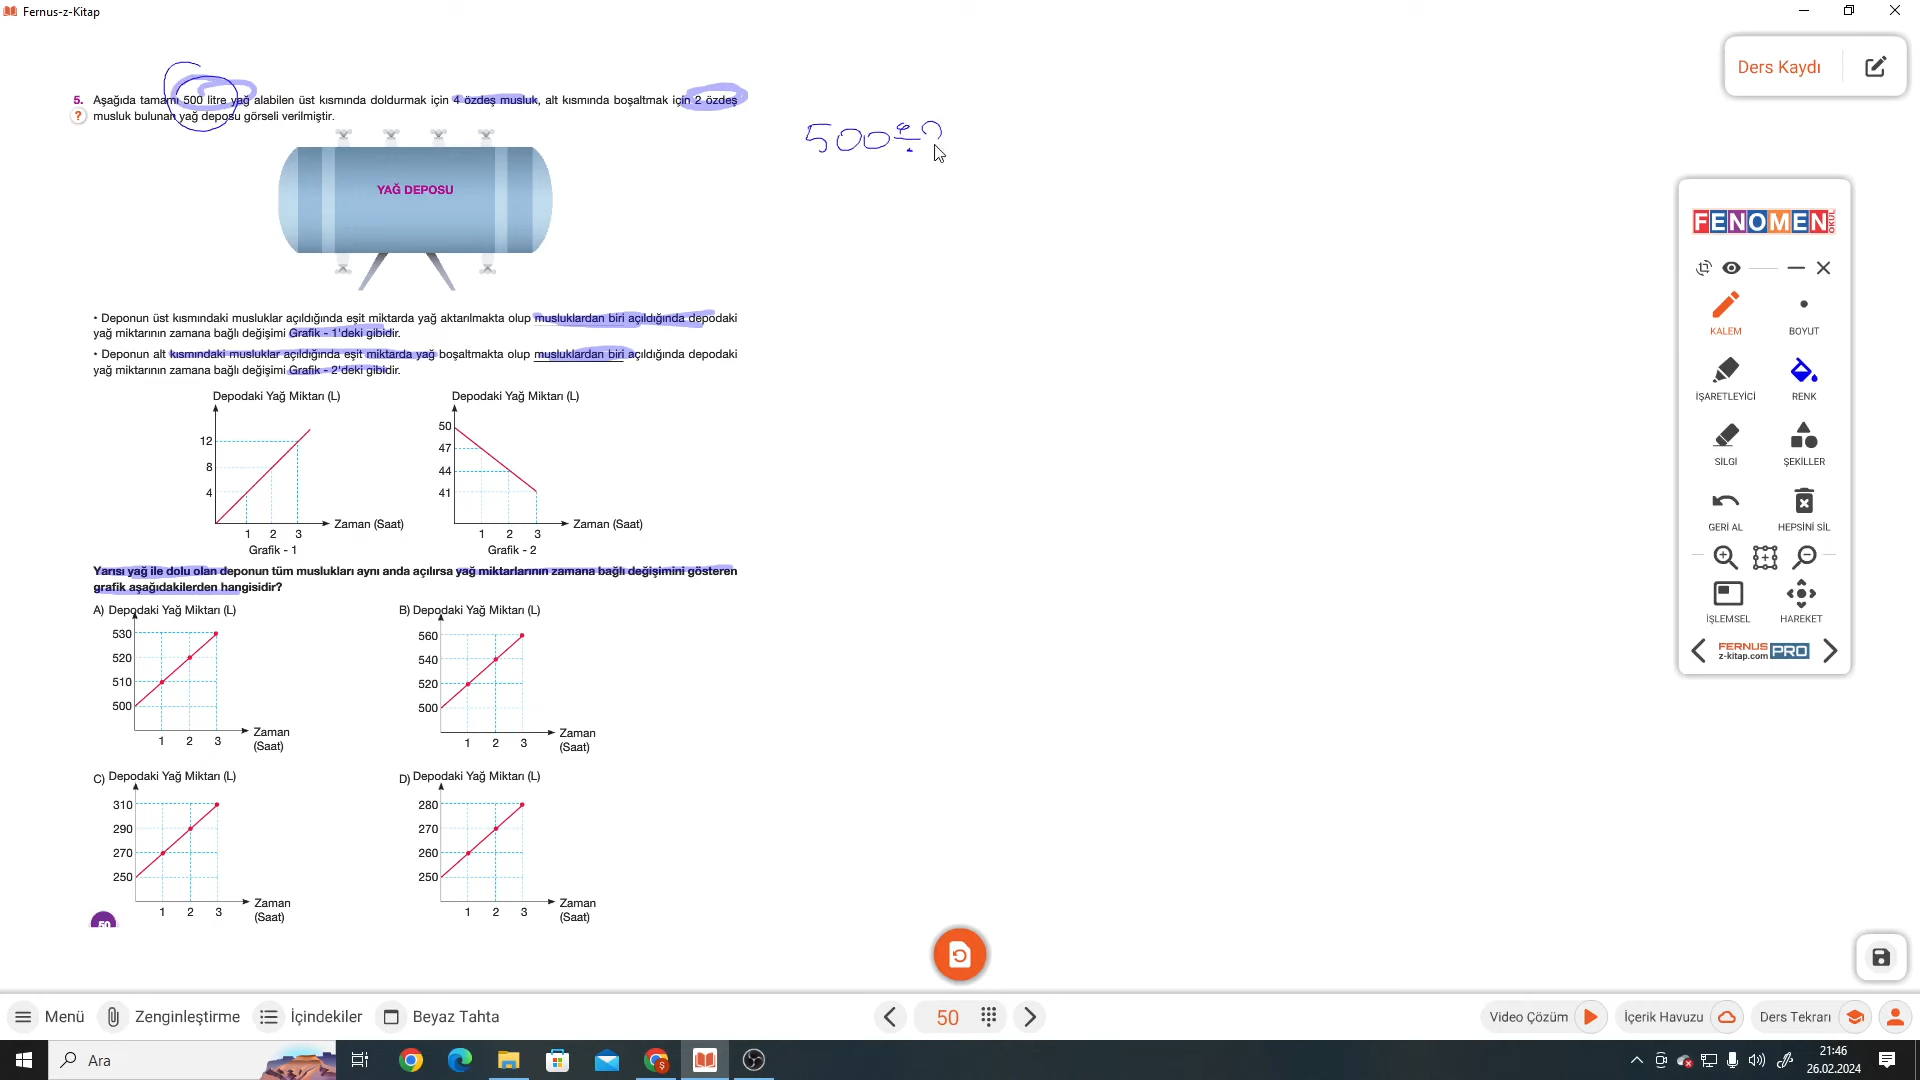 Fernus-z-Kitap
Ders Kaydı
5. Aşağıda tamamı 500 litre yağ alabilen üst kısmında doldurmak için 4 özdeş musluk, alt kısmında boşaltmak için 2 özdeş
? musluk bulunan yağ deposu görseli verilmiştir.
500÷2
YAĞ DEPOSU
• Deponun üst kısmındaki musluklar açıldığında eşit miktarda yağ aktarılmakta olup musluklardan biri açıldığında depodaki
yağ miktarının zamana bağlı değişimi Grafik - 1'deki gibidir.
• Deponun alt kısmındaki musluklar açıldığında eşit miktarda yağ boşaltmakta olup musluklardan biri açıldığında depodaki
yağ miktarının zamana bağlı değişimi Grafik - 2'deki gibidir.
Depodaki Yağ Miktarı (L)
12
8
4
1 2 3
Zaman (Saat)
Grafik - 1
Depodaki Yağ Miktarı (L)
50
47
44
41
1 2 3
Zaman (Saat)
Grafik - 2
Yarısı yağ ile dolu olan deponun tüm muslukları aynı anda açılırsa yağ miktarlarının zamana bağlı değişimini gösteren
grafik aşağıdakilerden hangisidir?
A) Depodaki Yağ Miktarı (L)
530
520
510
500
1 2 3
Zaman
(Saat)
B) Depodaki Yağ Miktarı (L)
560
540
520
500
1 2 3
Zaman
(Saat)
C) Depodaki Yağ Miktarı (L)
310
290
270
250
1 2 3
Zaman
(Saat)
D) Depodaki Yağ Miktarı (L)
280
270
260
250
1 2 3
Zaman
(Saat)
50
FENOMEN OKUL
KALEM
BOYUT
İŞARETLEYİCİ
RENK
SİLGİ
ŞEKİLLER
GERİ AL
HEPSİNİ SİL
İŞLEMSEL
HAREKET
FERNUS
z-kitap.com PRO
Menü
Zenginleştirme
İçindekiler
Beyaz Tahta
50
Video Çözüm
İçerik Havuzu
Ders Tekrarı
Ara
21:46
26.02.2024